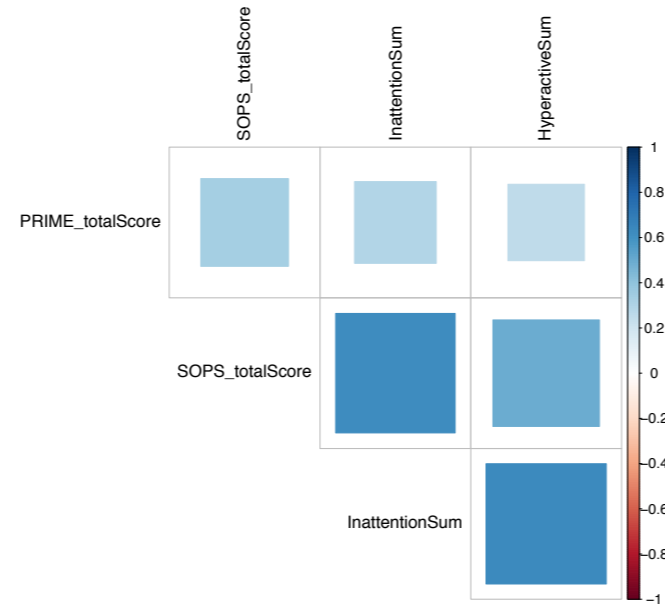 SOPS_totalScore
InattentionSum
HyperactiveSum
PRIME_totalScore
SOPS_totalScore
InattentionSum
1
0.8
0.6
0.4
0.2
0
−0.2
−0.4
−0.6
−0.8
−1